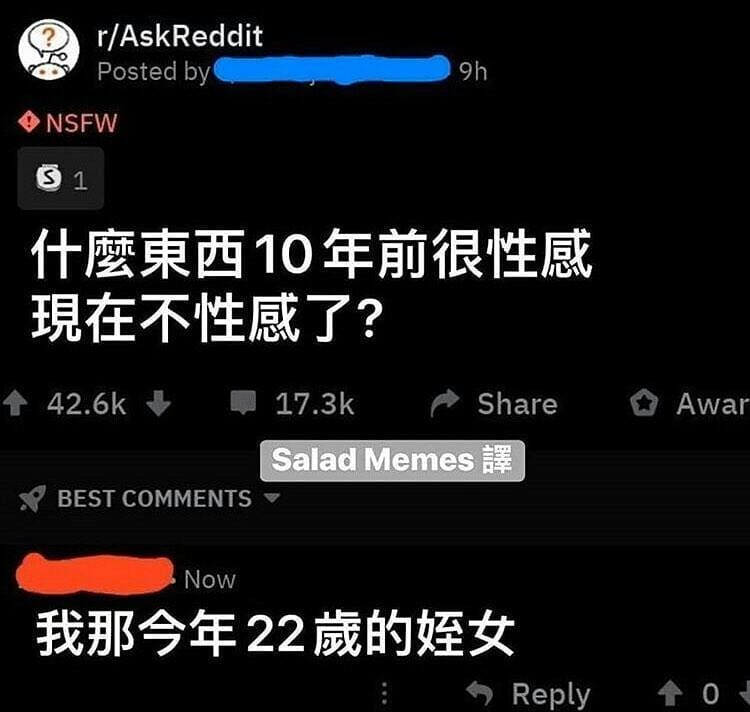 r/AskReddit
Posted by
9h
NSFW
S 1
什麼東西10年前很性感
現在不性感了?
42.6k 17.3k Share Awar
Salad Memes 譯
BEST COMMENTS
Now
我那今年22歲的姪女
Reply 0